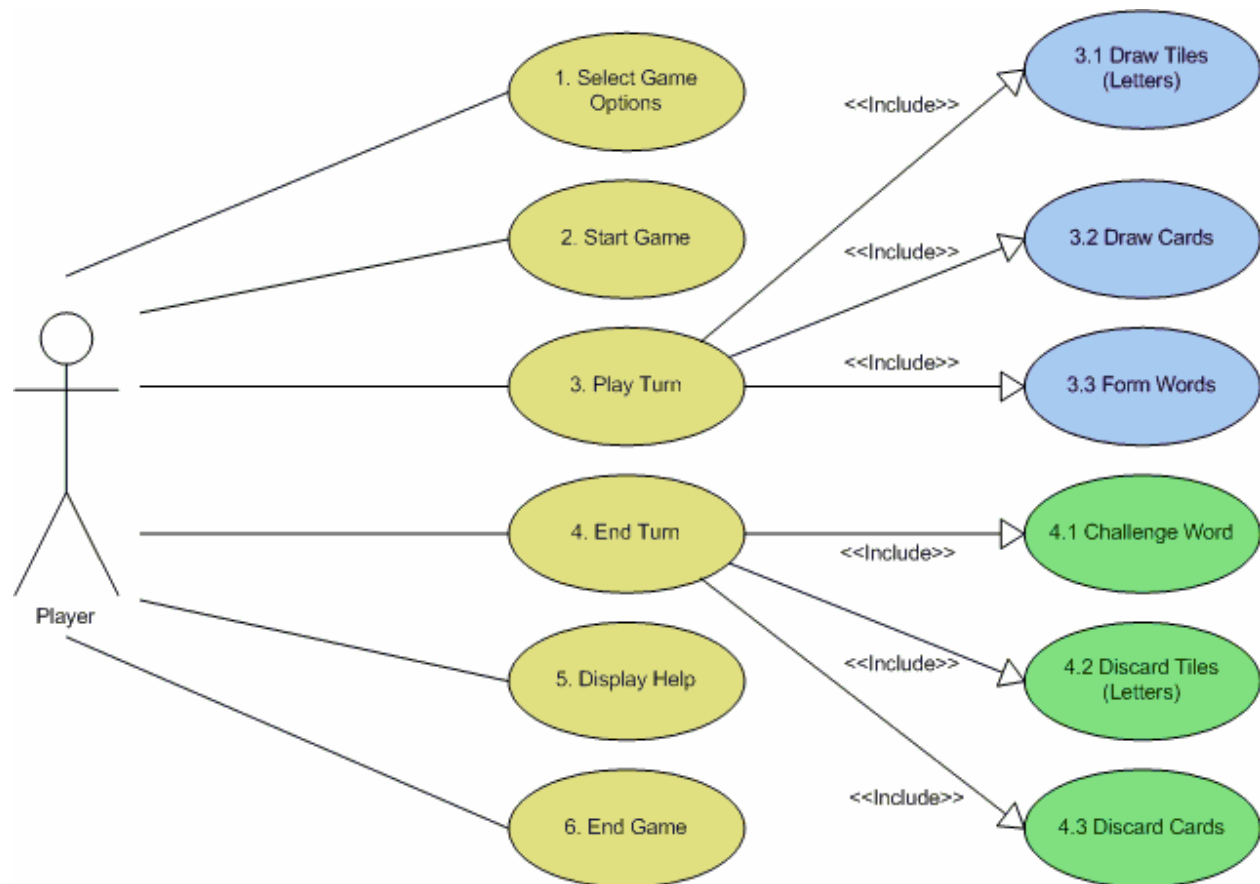 1. Select Game
Options
3.1 Draw Tiles
(Letters)
<<Include>>
2. Start Game
<<Include>>
3.2 Draw Cards
3. Play Turn
<<Include>>
3.3 Form Words
4. End Turn
<<Include>>
4.1 Challenge Word
Player
5. Display Help
<<Include>>
4.2 Discard Tiles
(Letters)
6. End Game
<<Include>>
4.3 Discard Cards